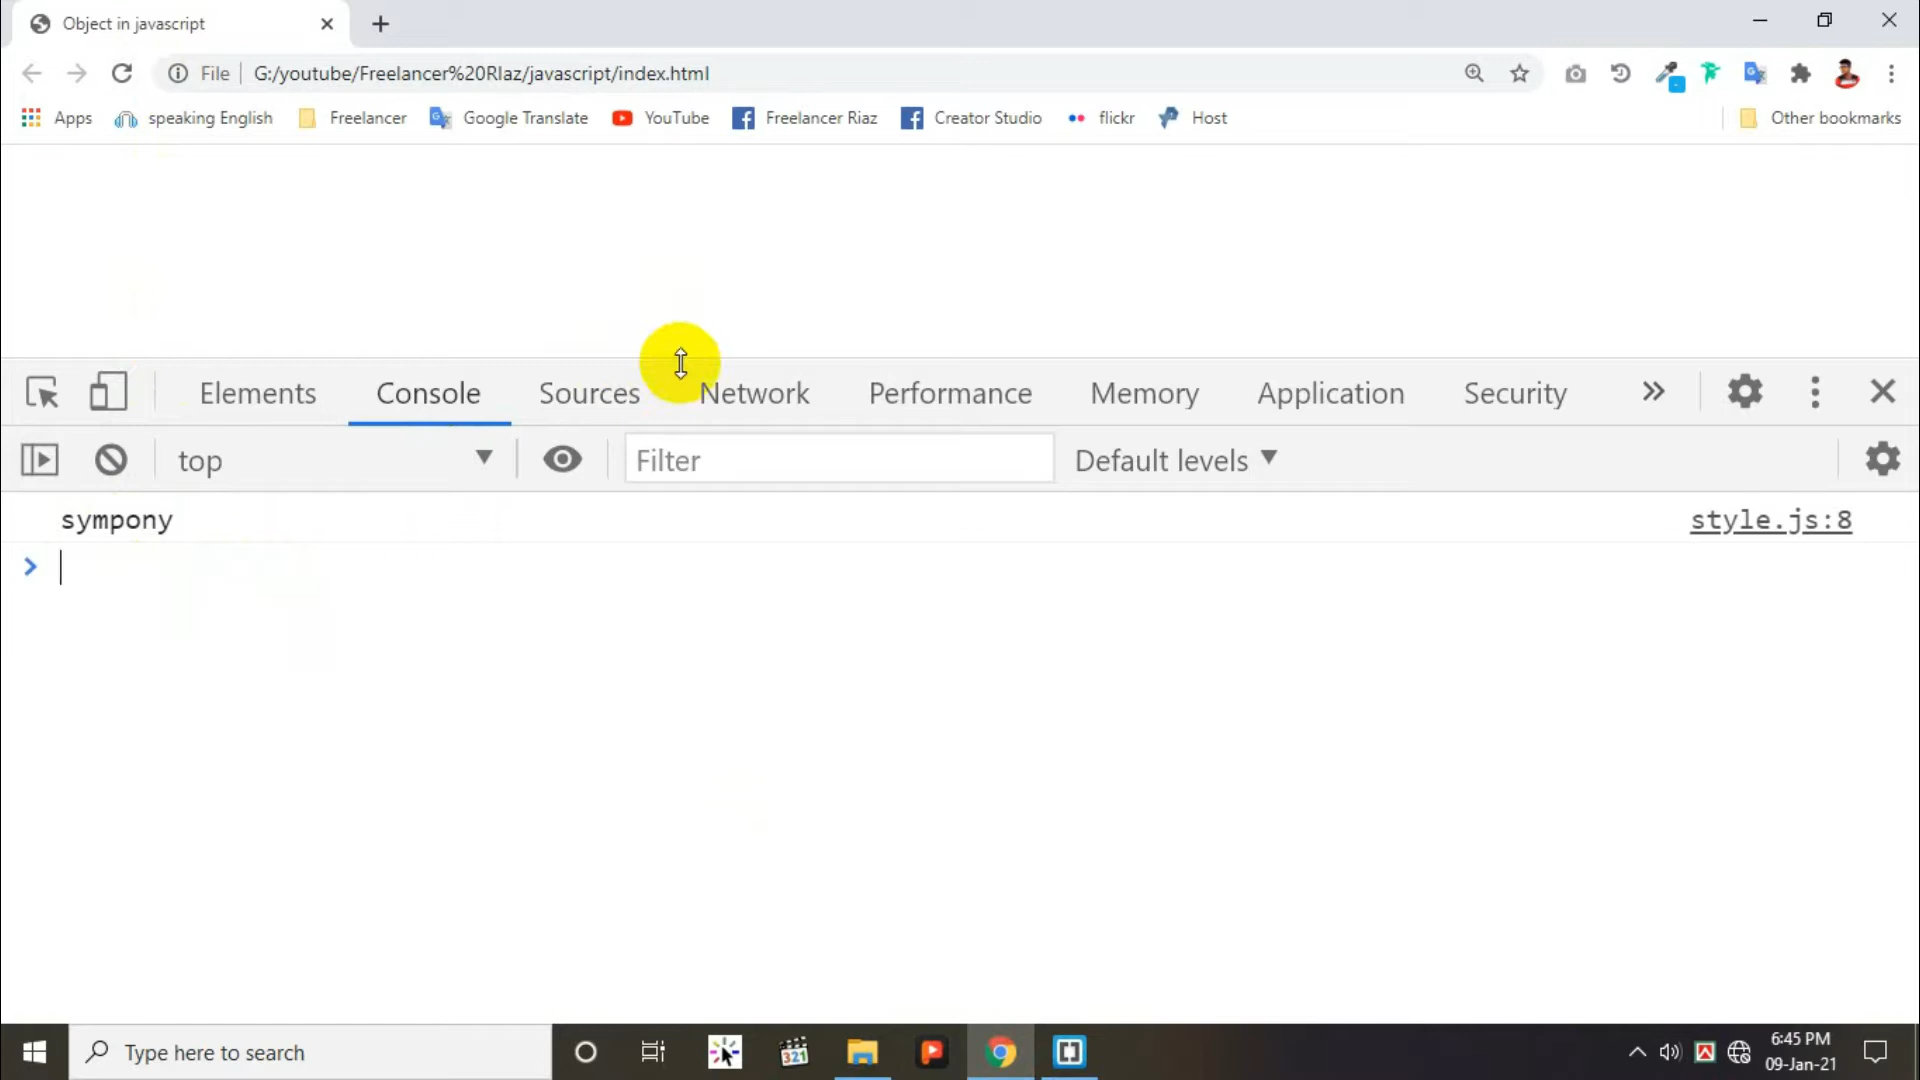 Object in javascript
File
G:/youtube/Freelancer%20RIaz/javascript/index.html
Apps
speaking English
Freelancer
Google Translate
YouTube
Freelancer Riaz
Creator Studio
flickr
Host
Other bookmarks
Elements
Console
Sources
Network
Performance
Memory
Application
Security
top
Filter
Default levels
sympony
style.js:8
Type here to search
321
6:45 PM
09-Jan-21